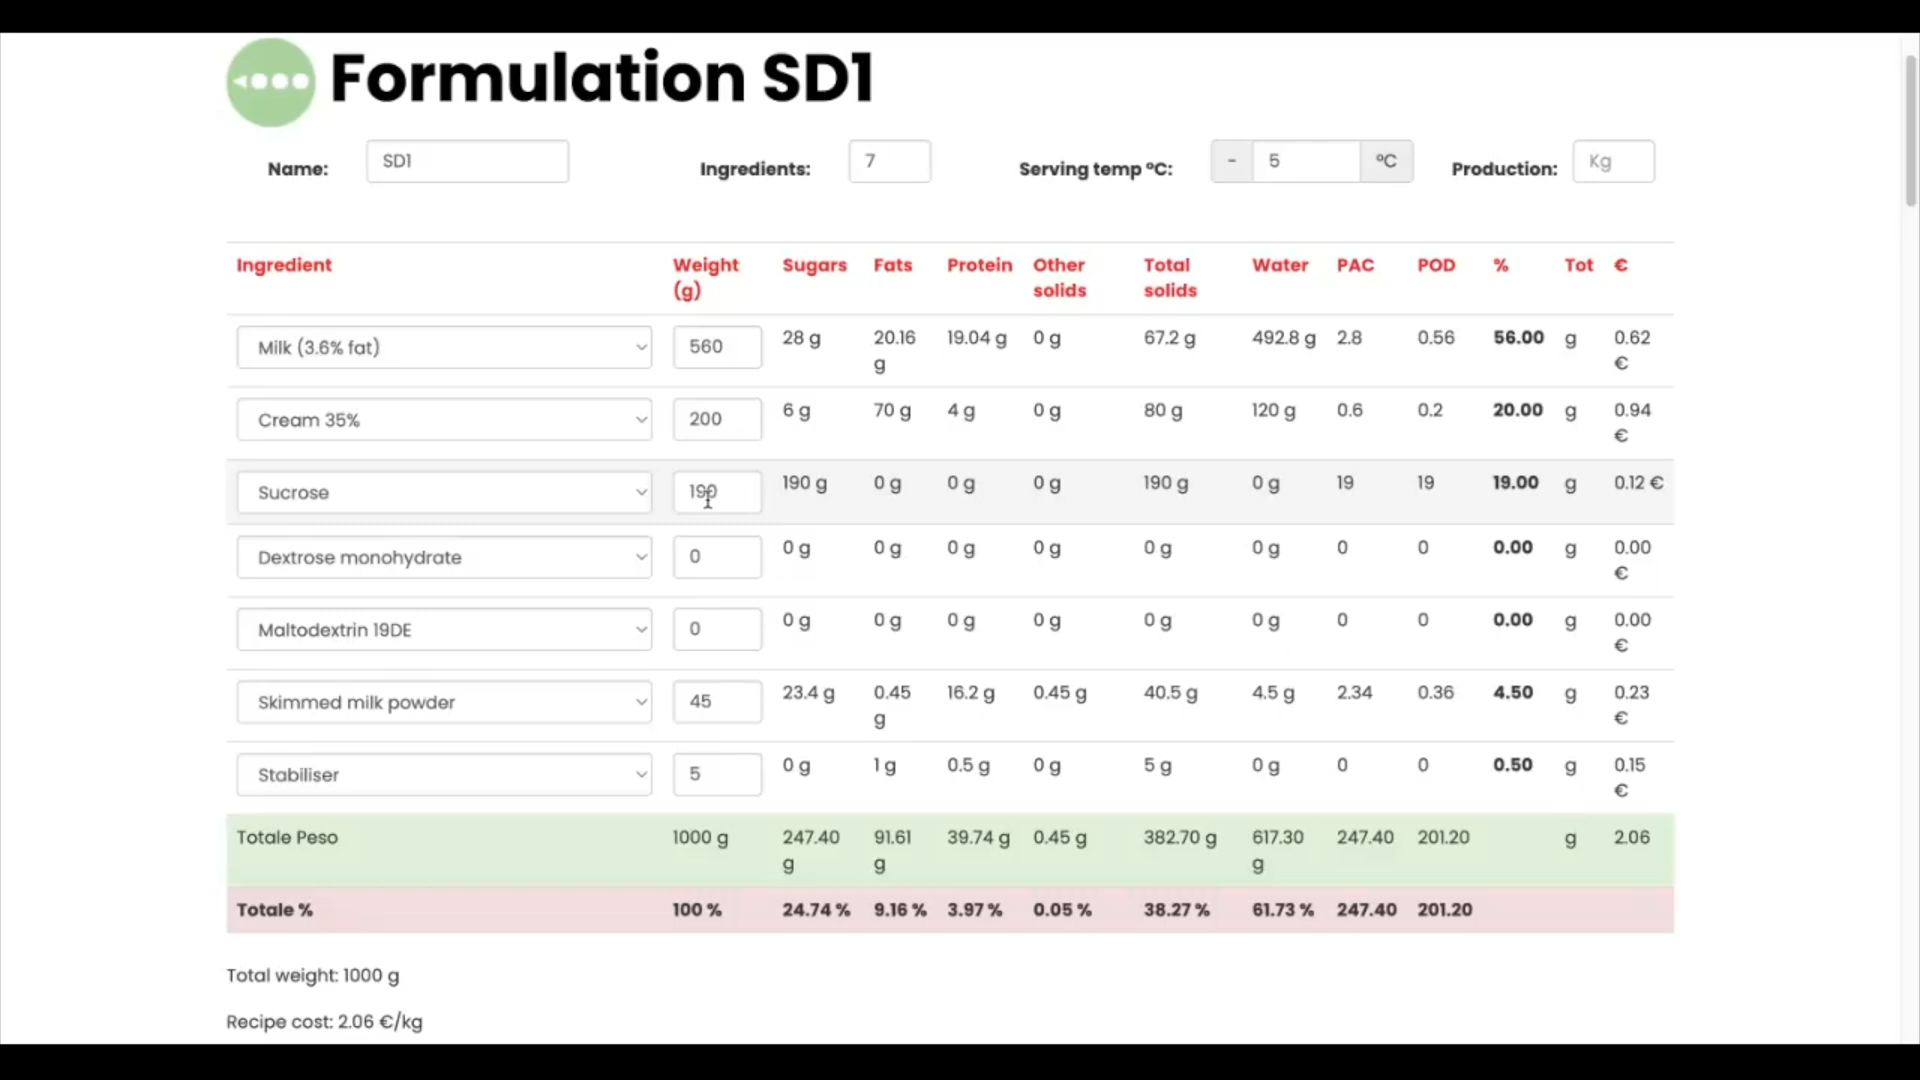 Formulation SD1
Name: SD1 Ingredients: 7 Serving temp ºC: - 5 ºC Production: Kg
Ingredient Weight (g) Sugars Fats Protein Other solids Total solids Water PAC POD % Tot €
Milk (3.6% fat) 560 28 g 20.16 g 19.04 g 0 g 67.2 g 492.8 g 2.8 0.56 56.00 g 0.62 €
Cream 35% 200 6 g 70 g 4 g 0 g 80 g 120 g 0.6 0.2 20.00 g 0.94 €
Sucrose 190 190 g 0 g 0 g 0 g 190 g 0 g 19 19 19.00 g 0.12 €
Dextrose monohydrate 0 0 g 0 g 0 g 0 g 0 g 0 g 0 0 0.00 g 0.00 €
Maltodextrin 19DE 0 0 g 0 g 0 g 0 g 0 g 0 g 0 0 0.00 g 0.00 €
Skimmed milk powder 45 23.4 g 0.45 g 16.2 g 0.45 g 40.5 g 4.5 g 2.34 0.36 4.50 g 0.23 €
Stabiliser 5 0 g 1 g 0.5 g 0 g 5 g 0 g 0 0 0.50 g 0.15 €
Totale Peso 1000 g 247.40 g 91.61 g 39.74 g 0.45 g 382.70 g 617.30 g 247.40 201.20 g 2.06
Totale % 100 % 24.74 % 9.16 % 3.97 % 0.05 % 38.27 % 61.73 % 247.40 201.20
Total weight: 1000 g
Recipe cost: 2.06 €/kg